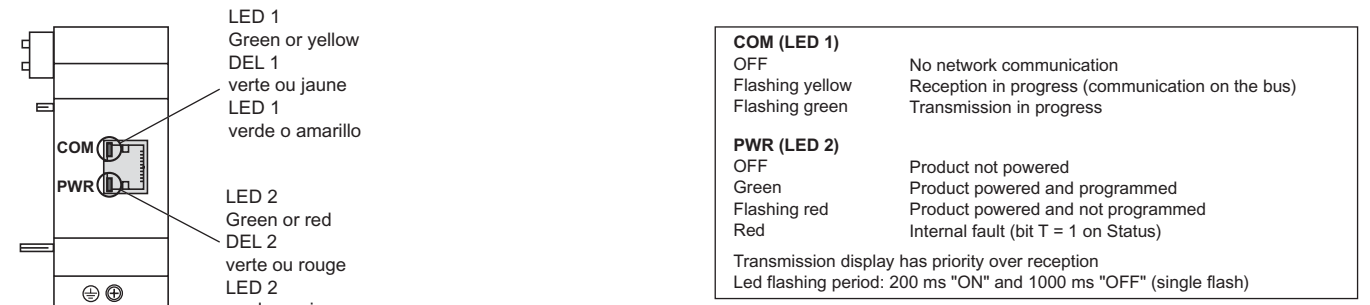 LED 1
Green or yellow
DEL 1
verte ou jaune
LED 1
verde o amarillo
COM
PWR
LED 2
Green or red
DEL 2
verte ou rouge
LED 2
COM (LED 1)
OFF No network communication
Flashing yellow Reception in progress (communication on the bus)
Flashing green Transmission in progress
PWR (LED 2)
OFF Product not powered
Green Product powered and programmed
Flashing red Product powered and not programmed
Red Internal fault (bit T = 1 on Status)
Transmission display has priority over reception
Led flashing period: 200 ms "ON" and 1000 ms "OFF" (single flash)